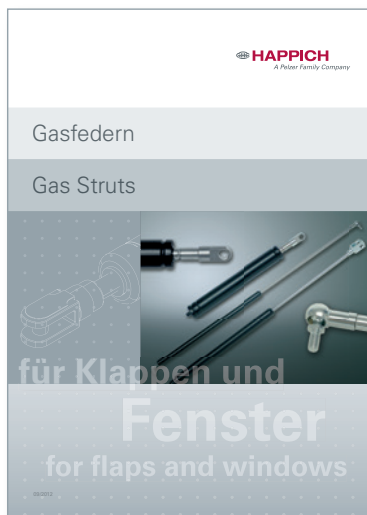 HAPPICH
A Pelzer Family Company
Gasfedern
Gas Struts
für Klappen und
Fenster
for flaps and windows